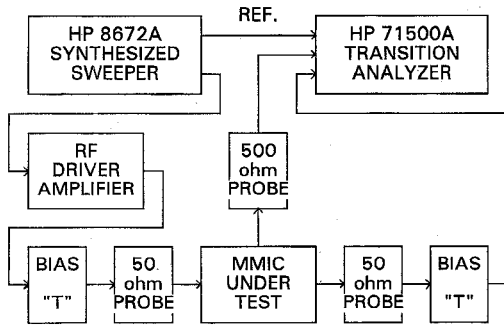 REF.
HP 8672A
SYNTHESIZED
SWEEPER
HP 71500A
TRANSITION
ANALYZER
RF
DRIVER
AMPLIFIER
500
ohm
PROBE
BIAS
"T"
50
ohm
PROBE
MMIC
UNDER
TEST
50
ohm
PROBE
BIAS
"T"